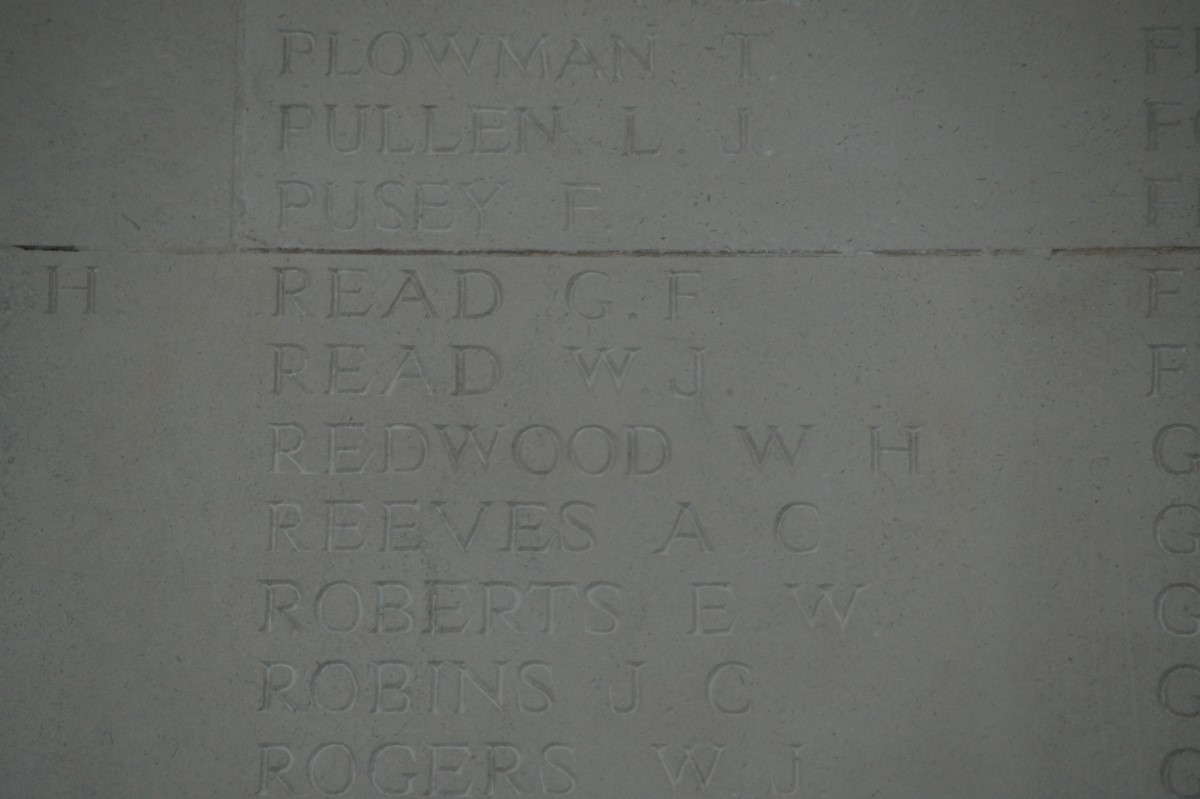 PLOWMAN T.
PULLEN L. J.
PUSEY F.
H READ G. F.
READ W. J.
REDWOOD W. H.
REEVES A. C.
ROBERTS E. W.
ROBINS J. C.
ROGERS W. J.